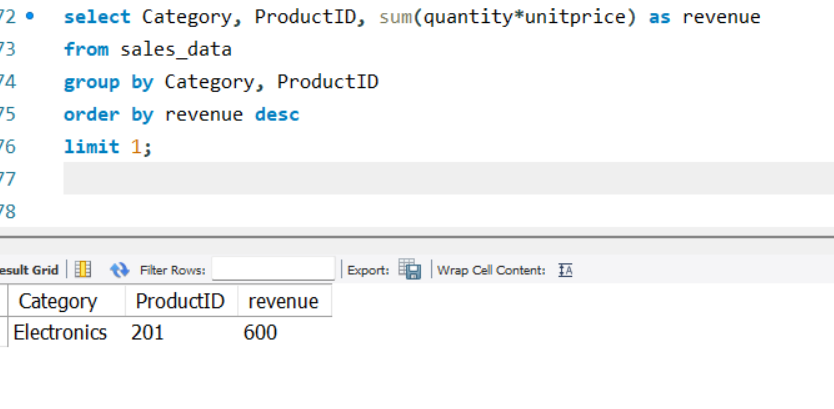 72 select Category, ProductID, sum(quantity*unitprice) as revenue
73 from sales_data
74 group by Category, ProductID
75 order by revenue desc
76 limit 1;
77
78
Result Grid Filter Rows: Export: Wrap Cell Content: IA
Category ProductID revenue
Electronics 201 600